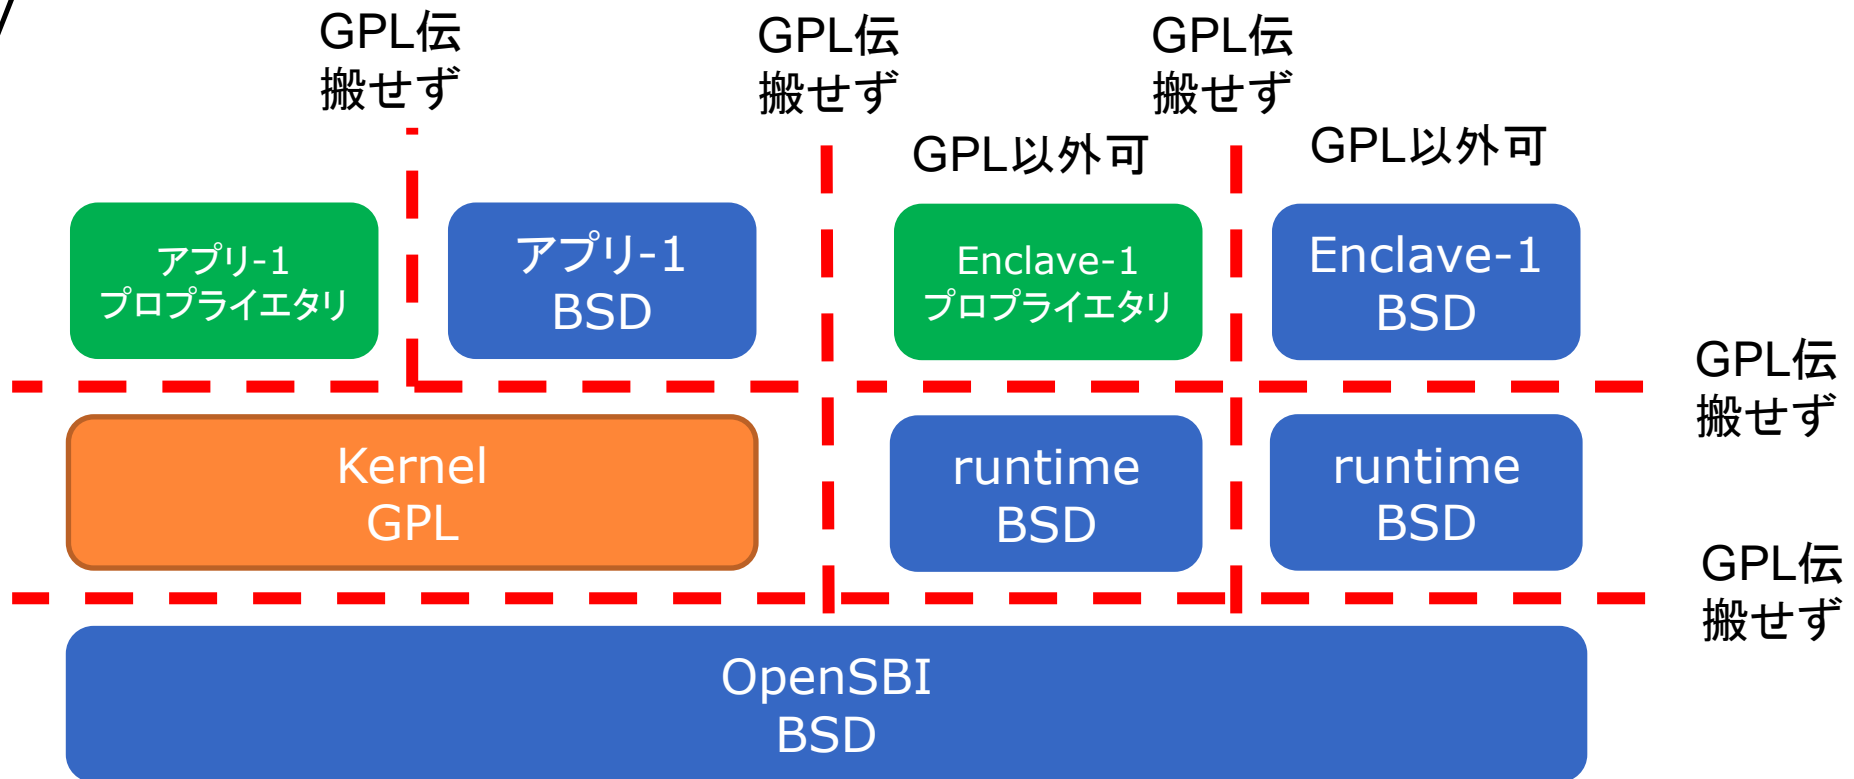 GPL伝
搬せず
GPL伝
搬せず
GPL伝
搬せず
GPL以外可
GPL以外可
アプリ-1
プロプライエタリ
アプリ-1
BSD
Enclave-1
プロプライエタリ
Enclave-1
BSD
GPL伝
搬せず
Kernel
GPL
runtime
BSD
runtime
BSD
GPL伝
搬せず
OpenSBI
BSD